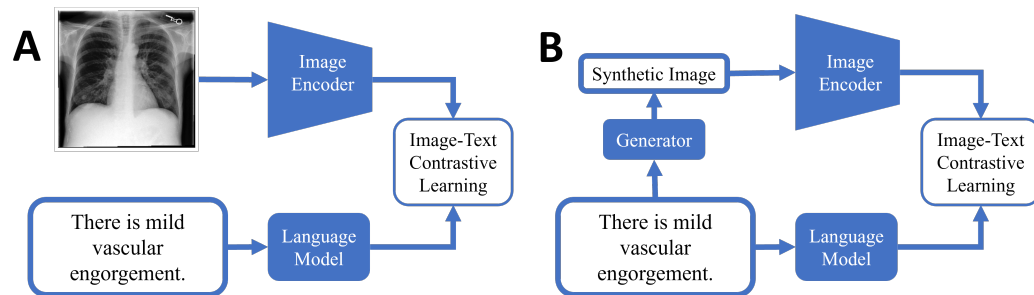 A
Image
Encoder
Image-Text
Contrastive
Learning
There is mild
vascular
engorgement.
Language
Model
B
Synthetic Image
Generator
Image
Encoder
Image-Text
Contrastive
Learning
There is mild
vascular
engorgement.
Language
Model